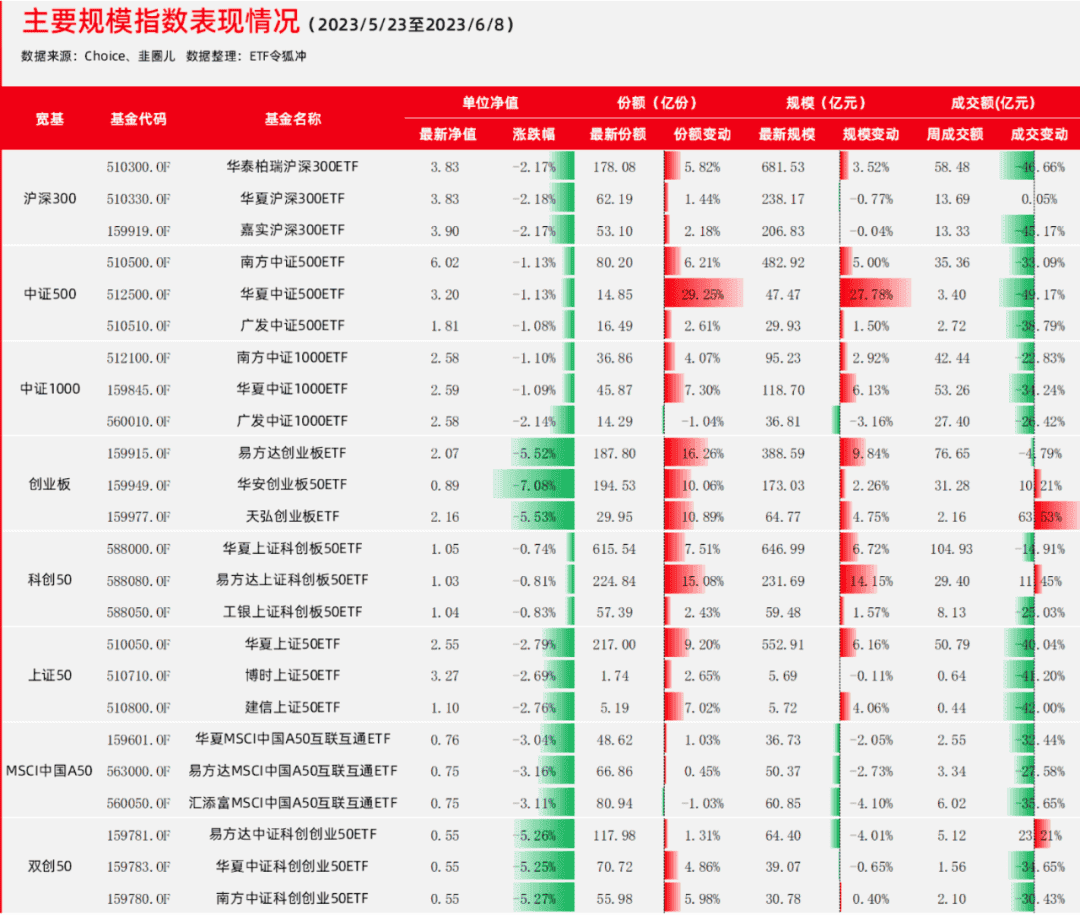 主要规模指数表现情况 (2023/5/23至2023/6/8)
数据来源: Choice、韭圈儿 数据整理: ETF令狐冲
宽基 基金代码 基金名称 单位净值 份额 (亿份) 规模 (亿元) 成交额(亿元)
最新净值 涨跌幅 最新份额 份额变动 最新规模 规模变动 周成交额 成交变动
510300.OF 华泰柏瑞沪深300ETF 3.83 -2.17% 178.08 5.82% 681.53 3.52% 58.48 -46.66%
沪深300 510330.OF 华夏沪深300ETF 3.83 -2.18% 62.19 1.44% 238.17 -0.77% 13.69 0.05%
159919.OF 嘉实沪深300ETF 3.90 -2.17% 53.10 2.18% 206.83 -0.04% 13.33 -45.17%
510500.OF 南方中证500ETF 6.02 -1.13% 80.20 6.21% 482.92 5.00% 35.36 -33.09%
中证500 512500.OF 华夏中证500ETF 3.20 -1.13% 14.85 29.25% 47.47 27.78% 3.40 -49.17%
510510.OF 广发中证500ETF 1.81 -1.08% 16.49 2.61% 29.93 1.50% 2.72 -38.79%
512100.OF 南方中证1000ETF 2.58 -1.10% 36.86 4.07% 95.23 2.92% 42.44 -22.83%
中证1000 159845.OF 华夏中证1000ETF 2.59 -1.09% 45.87 7.30% 118.70 6.13% 53.26 -34.24%
560010.OF 广发中证1000ETF 2.58 -2.14% 14.29 -1.04% 36.81 -3.16% 27.40 -26.42%
159915.OF 易方达创业板ETF 2.07 -5.52% 187.80 16.26% 388.59 9.84% 76.65 -4.79%
创业板 159949.OF 华安创业板50ETF 0.89 -7.08% 194.53 10.06% 173.03 2.26% 31.28 10.21%
159977.OF 天弘创业板ETF 2.16 -5.53% 29.95 10.89% 64.77 4.75% 2.16 63.53%
588000.OF 华夏上证科创板50ETF 1.05 -0.74% 615.54 7.51% 646.99 6.72% 104.93 -14.91%
科创50 588080.OF 易方达上证科创板50ETF 1.03 -0.81% 224.84 15.08% 231.69 14.15% 29.40 11.45%
588050.OF 工银上证科创板50ETF 1.04 -0.83% 57.39 2.43% 59.48 1.57% 8.13 -25.03%
510050.OF 华夏上证50ETF 2.55 -2.79% 217.00 9.20% 552.91 6.16% 50.79 -40.04%
上证50 510710.OF 博时上证50ETF 3.27 -2.69% 1.74 2.65% 5.69 -0.11% 0.64 -41.20%
510800.OF 建信上证50ETF 1.10 -2.76% 5.19 7.02% 5.72 4.06% 0.44 -42.00%
159601.OF 华夏MSCI中国A50互联互通ETF 0.76 -3.04% 48.62 1.03% 36.73 -2.05% 2.55 -32.44%
MSCI中国A50 563000.OF 易方达MSCI中国A50互联互通ETF 0.75 -3.16% 66.86 0.45% 50.37 -2.73% 3.34 -27.58%
560050.OF 汇添富MSCI中国A50互联互通ETF 0.75 -3.11% 80.94 -1.03% 60.85 -4.10% 6.02 -35.65%
159781.OF 易方达中证科创创业50ETF 0.55 -5.26% 117.98 1.31% 64.40 -4.01% 5.12 23.21%
双创50 159783.OF 华夏中证科创创业50ETF 0.55 -5.25% 70.72 4.86% 39.07 -0.65% 1.56 -34.65%
159780.OF 南方中证科创创业50ETF 0.55 -5.27% 55.98 5.98% 30.78 0.40% 2.10 -30.43%